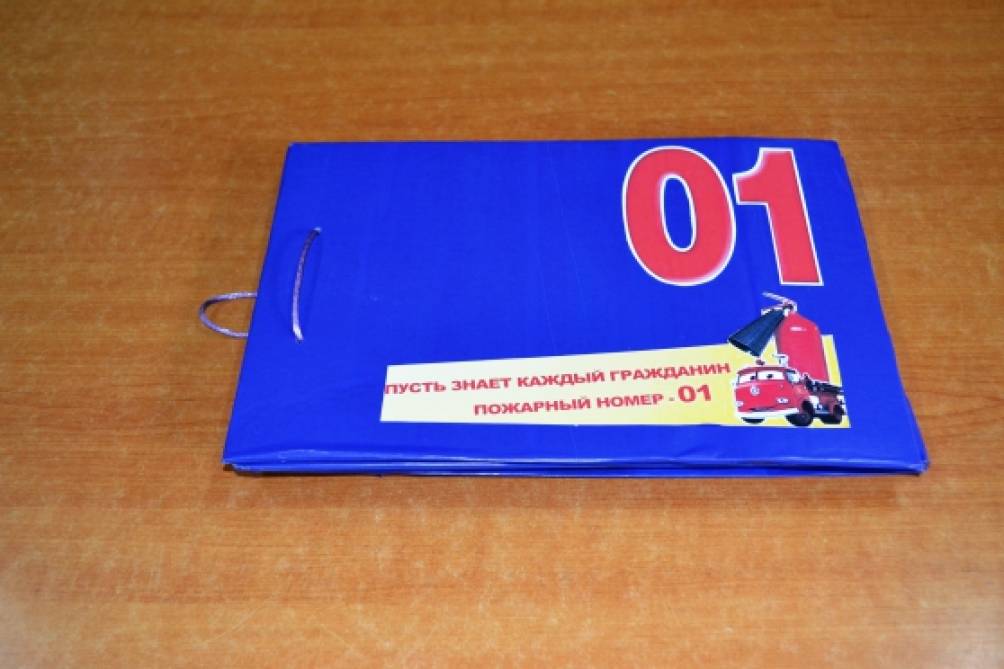 01
ПУСТЬ ЗНАЕТ КАЖДЫЙ ГРАЖДАНИН
ПОЖАРНЫЙ НОМЕР - 01